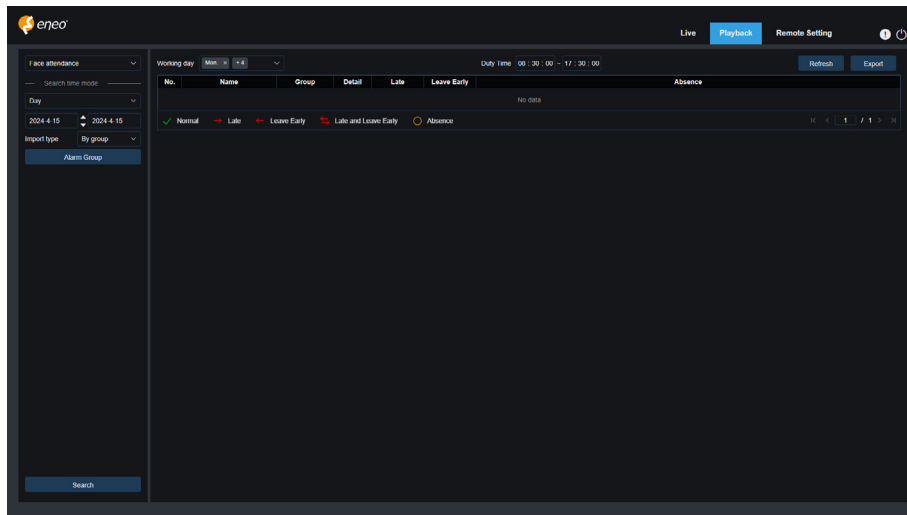 eneo
Live Playback Remote Setting
Face attendance
Working day Mon × +4 Duty Time 08 : 30 : 00 ~ 17 : 30 : 00 Refresh Export
Search time mode
No. Name Group Detail Late Leave Early Absence
Day
No data
2024-4-15 2024-4-15
Normal Late Leave Early Late and Leave Early Absence 1 / 1
Import type By group
Alarm Group
Search